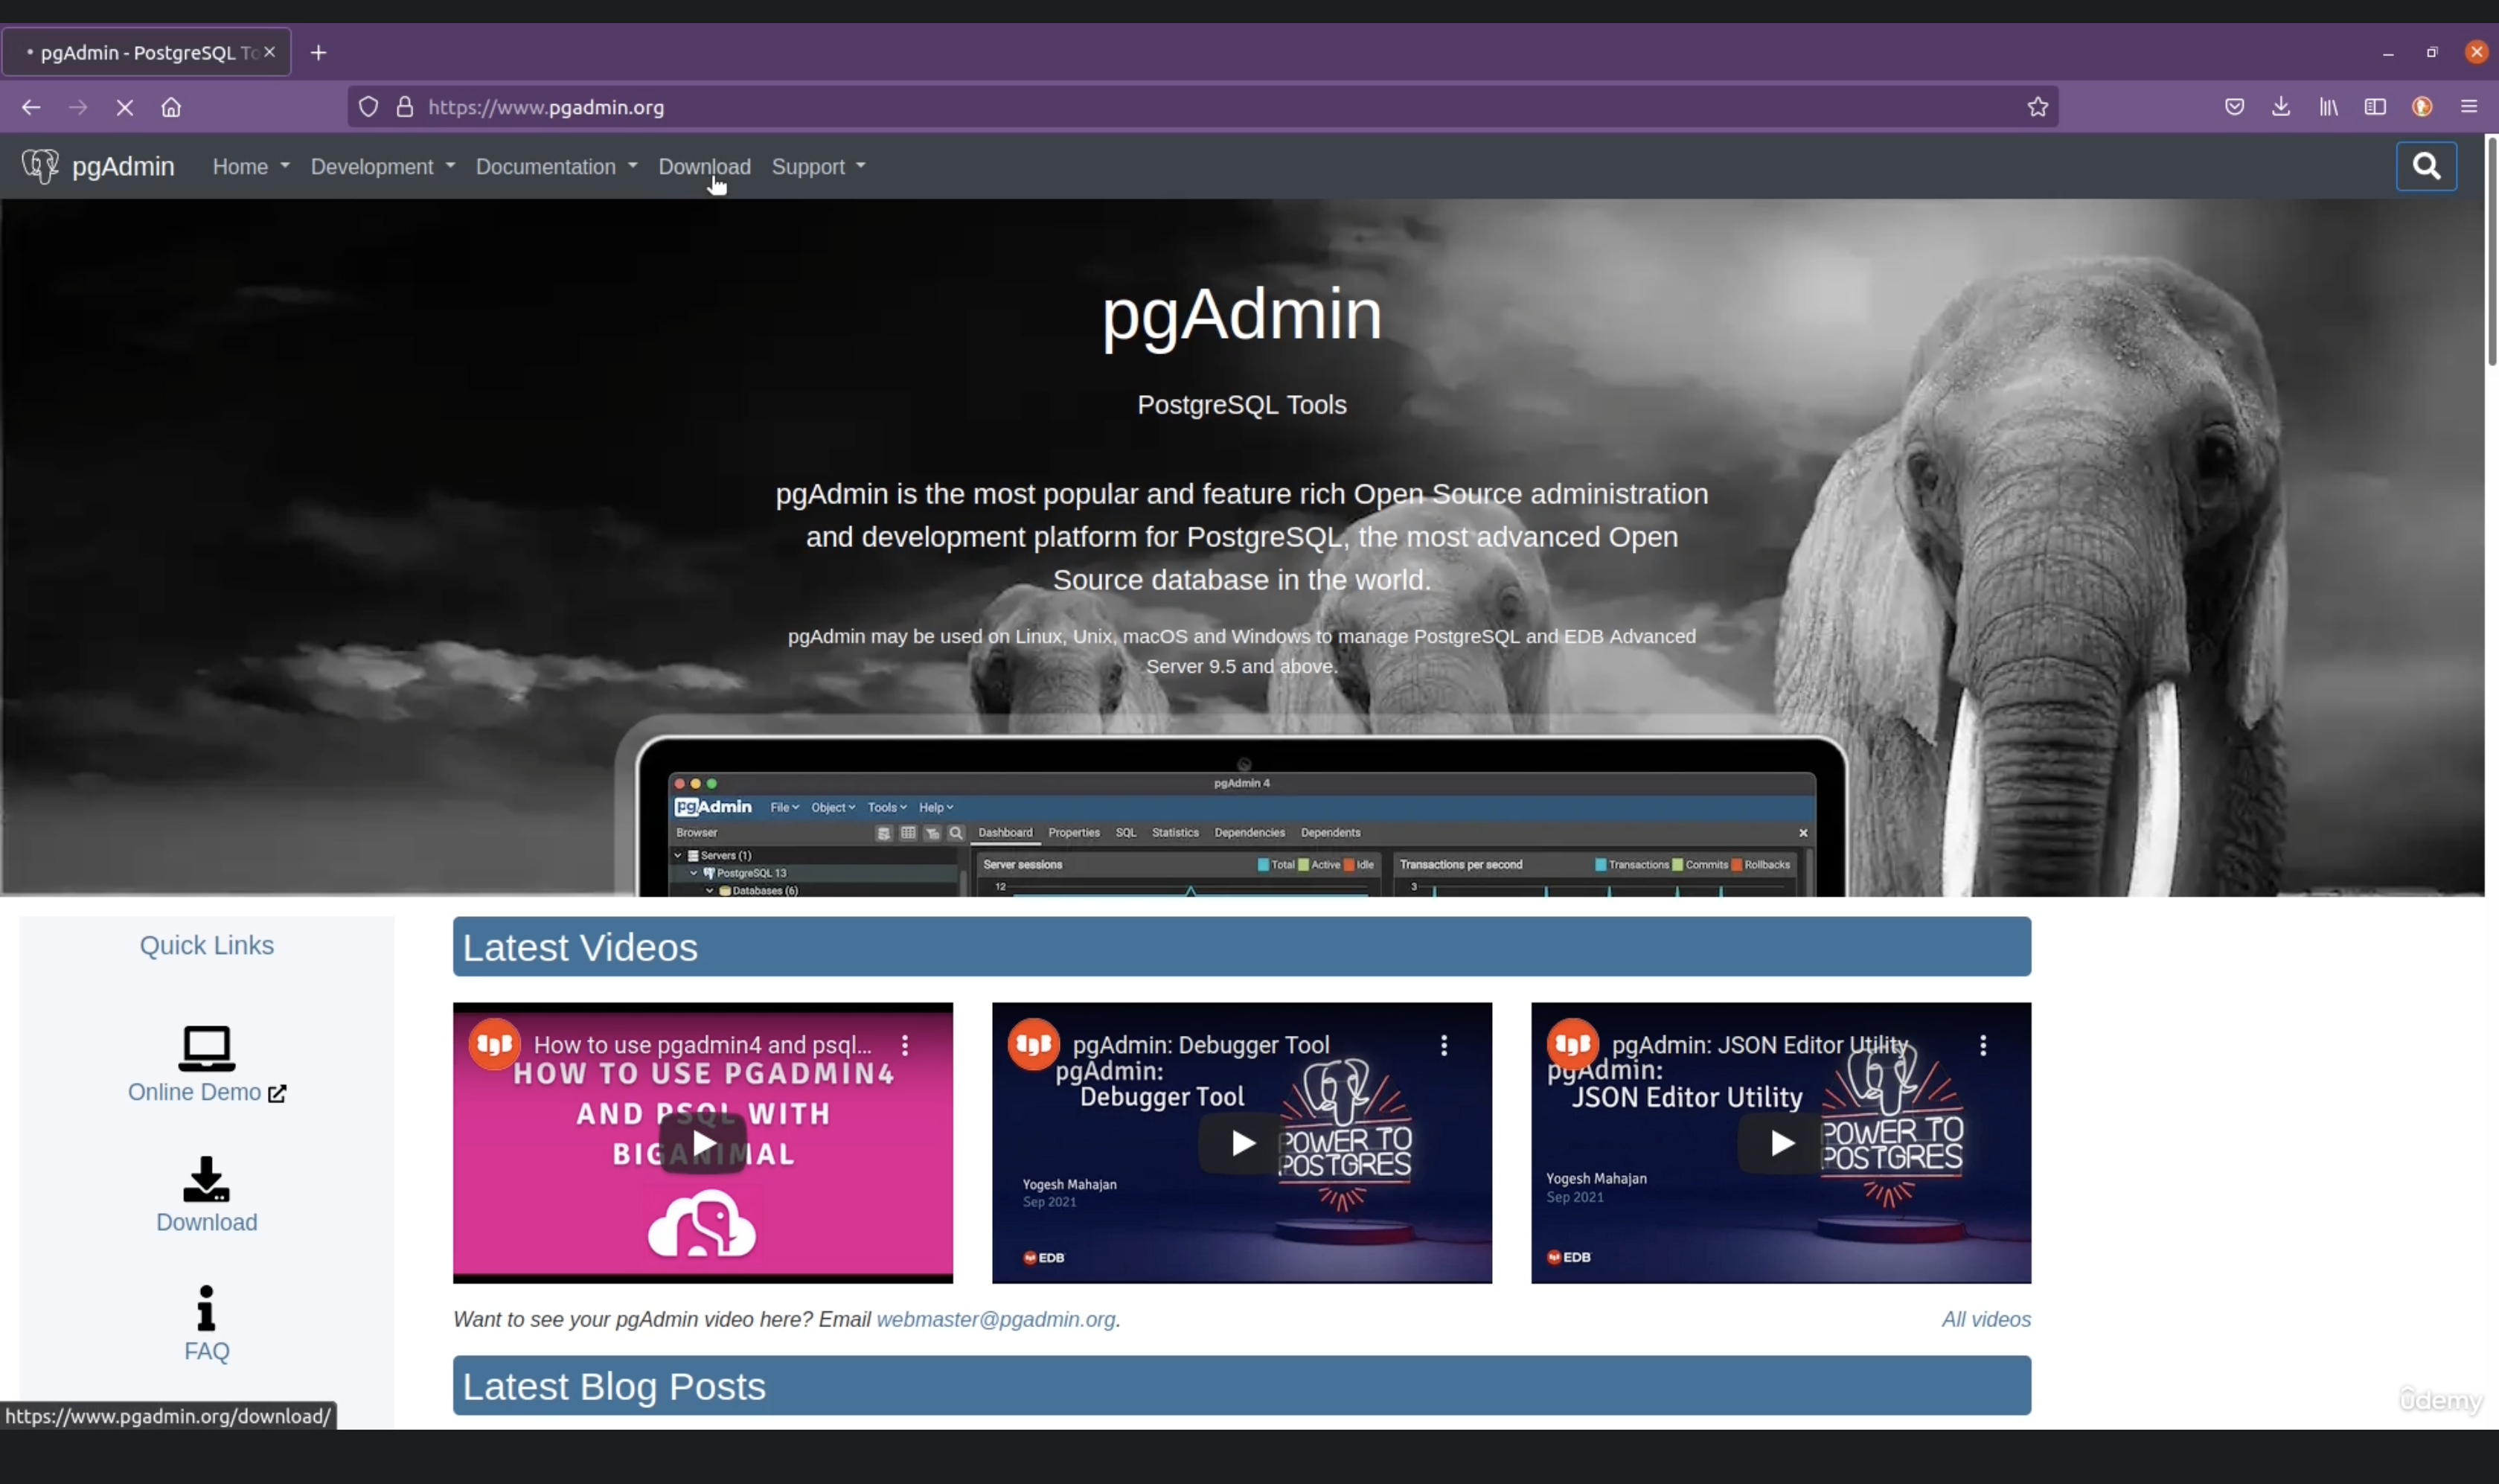 pgAdmin - PostgreSQL To
https://www.pgadmin.org
pgAdmin Home Development Documentation Download Support
pgAdmin
PostgreSQL Tools
pgAdmin is the most popular and feature rich Open Source administration
and development platform for PostgreSQL, the most advanced Open
Source database in the world.
pgAdmin may be used on Linux, Unix, macOS and Windows to manage PostgreSQL and EDB Advanced
Server 9.5 and above.
pgAdmin 4
pgAdmin File Object Tools Help
Browser Dashboard Properties SQL Statistics Dependencies Dependents
Servers (1)
Server sessions Total Active Idle Transactions per second Transactions Commits Rollbacks
PostgreSQL 13
12 3
Databases (6)
Quick Links
Online Demo
Download
FAQ
Latest Videos
How to use pgadmin4 and psql...
HOW TO USE PGADMIN4
AND PSQL WITH
BIGANIMAL
pgAdmin: Debugger Tool
pgAdmin:
Debugger Tool
POWER TO
POSTGRES
Yogesh Mahajan
Sep 2021
EDB
pgAdmin: JSON Editor Utility
pgAdmin:
JSON Editor Utility
POWER TO
POSTGRES
Yogesh Mahajan
Sep 2021
EDB
Want to see your pgAdmin video here? Email webmaster@pgadmin.org.
All videos
Latest Blog Posts
https://www.pgadmin.org/download/
ûdemy